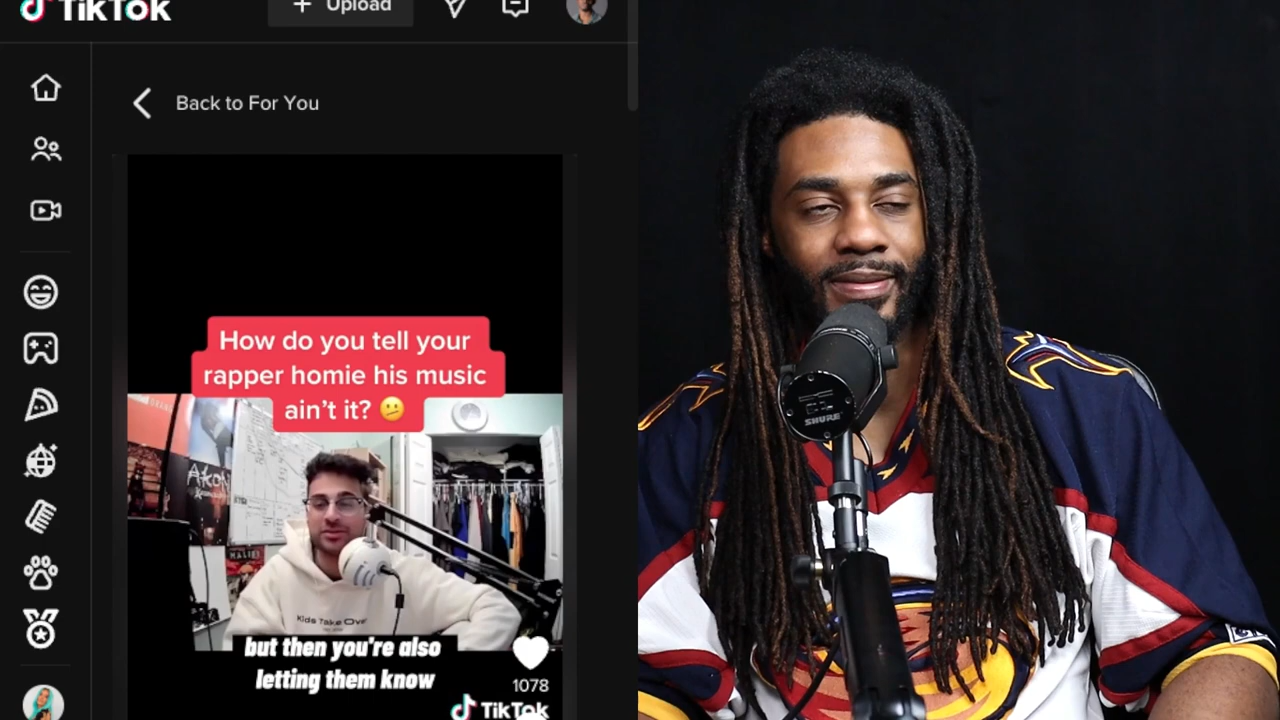 TikTok
Upload
Back to For You
How do you tell your
rapper homie his music
ain't it? 🫤
AKON
Kids Take Over
but then you're also
letting them know
1078
TikTok
SHURE